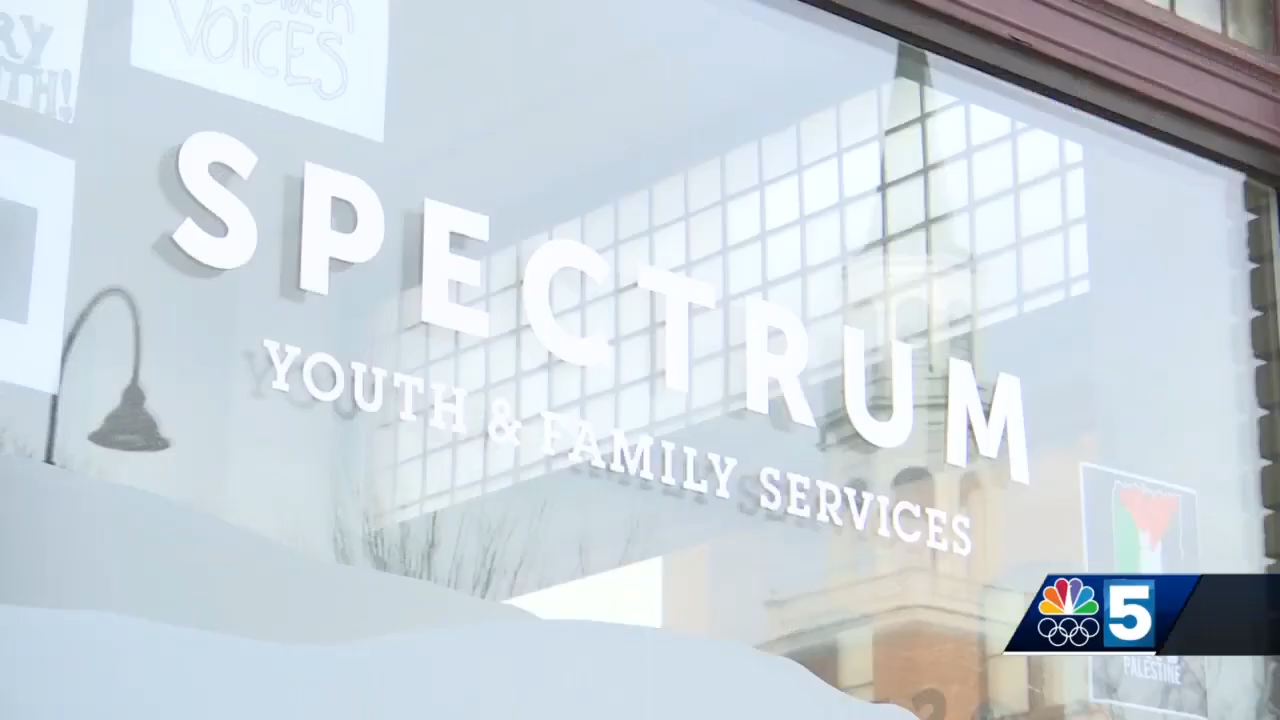 VOICES
SPECTRUM
YOUTH & FAMILY SERVICES
5
PALESTINE